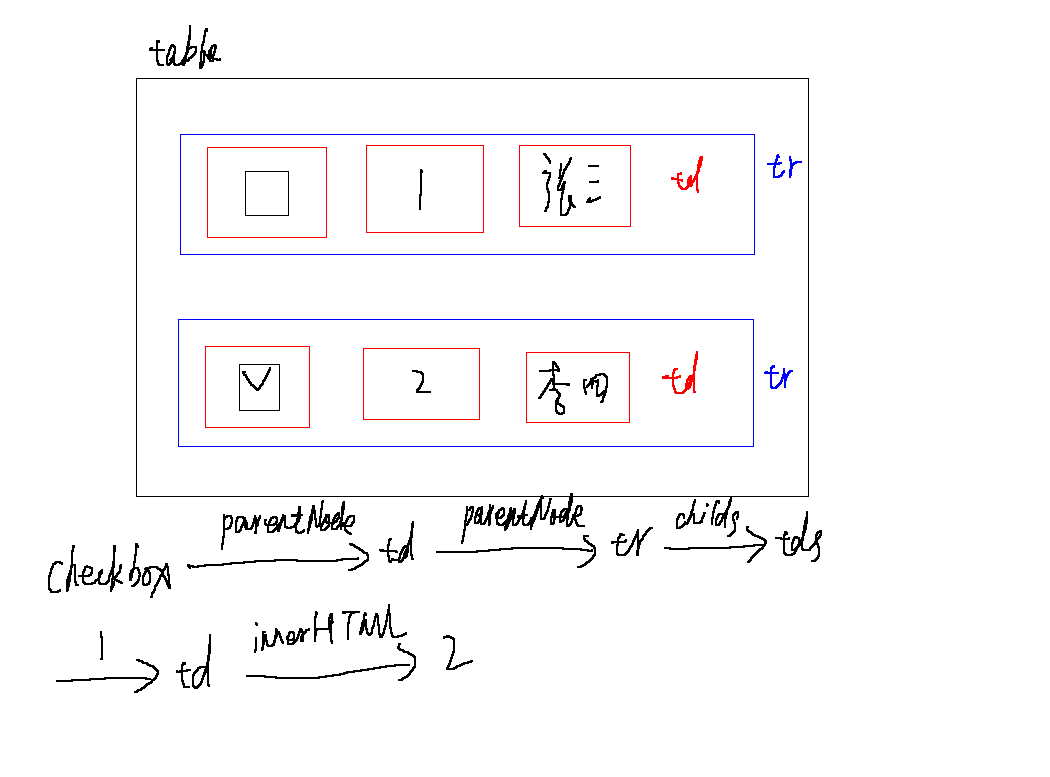 table
1 张三 td tr
2 李四 td tr
checkbox parentNode td parentNode tr childs tds
1 td innerHTML 2